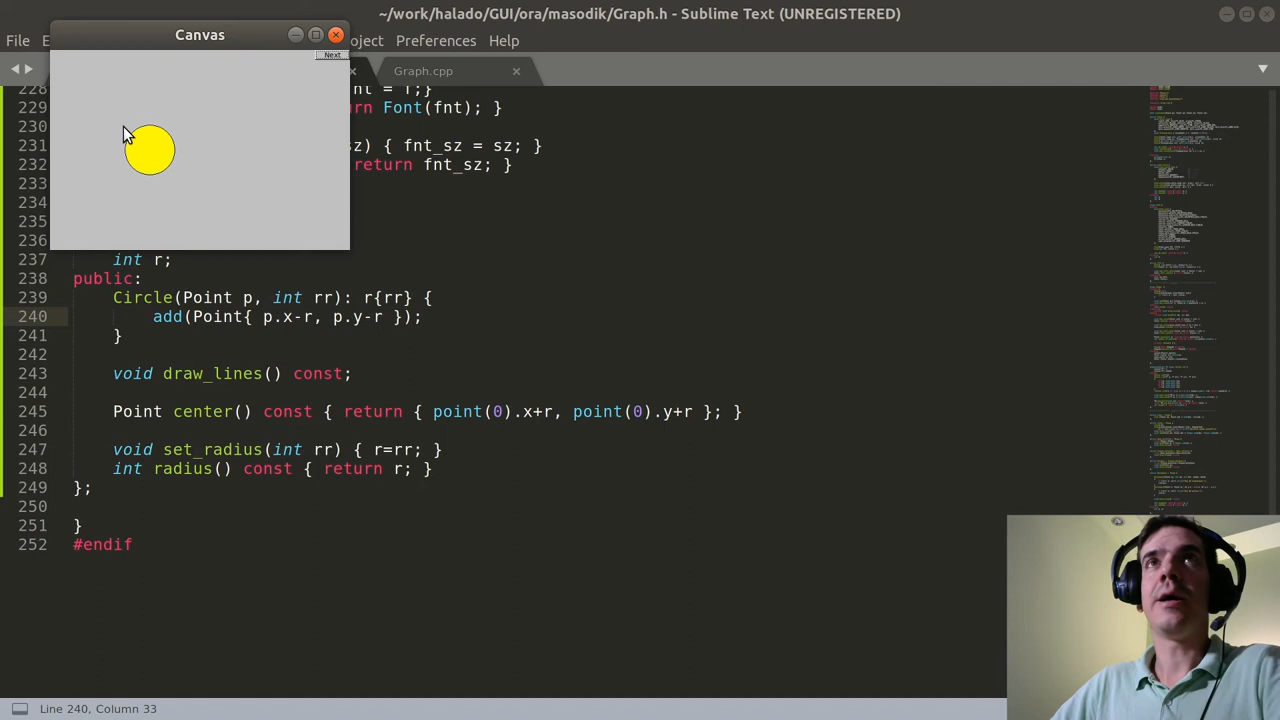 ~/work/halado/GUI/ora/masodik/Graph.h - Sublime Text (UNREGISTERED)
Canvas
File E oject Preferences Help
Next
Graph.cpp
228 nt = f;}
229 rn Font(fnt); }
230
231 sz) { fnt_sz = sz; }
232 return fnt_sz; }
233
234
235
236
237 int r;
238 public:
239 Circle(Point p, int rr): r{rr} {
240 add(Point{ p.x-r, p.y-r });
241 }
242
243 void draw_lines() const;
244
245 Point center() const { return { point(0).x+r, point(0).y+r }; }
246
247 void set_radius(int rr) { r=rr; }
248 int radius() const { return r; }
249 };
250
251 }
252 #endif
Line 240, Column 33